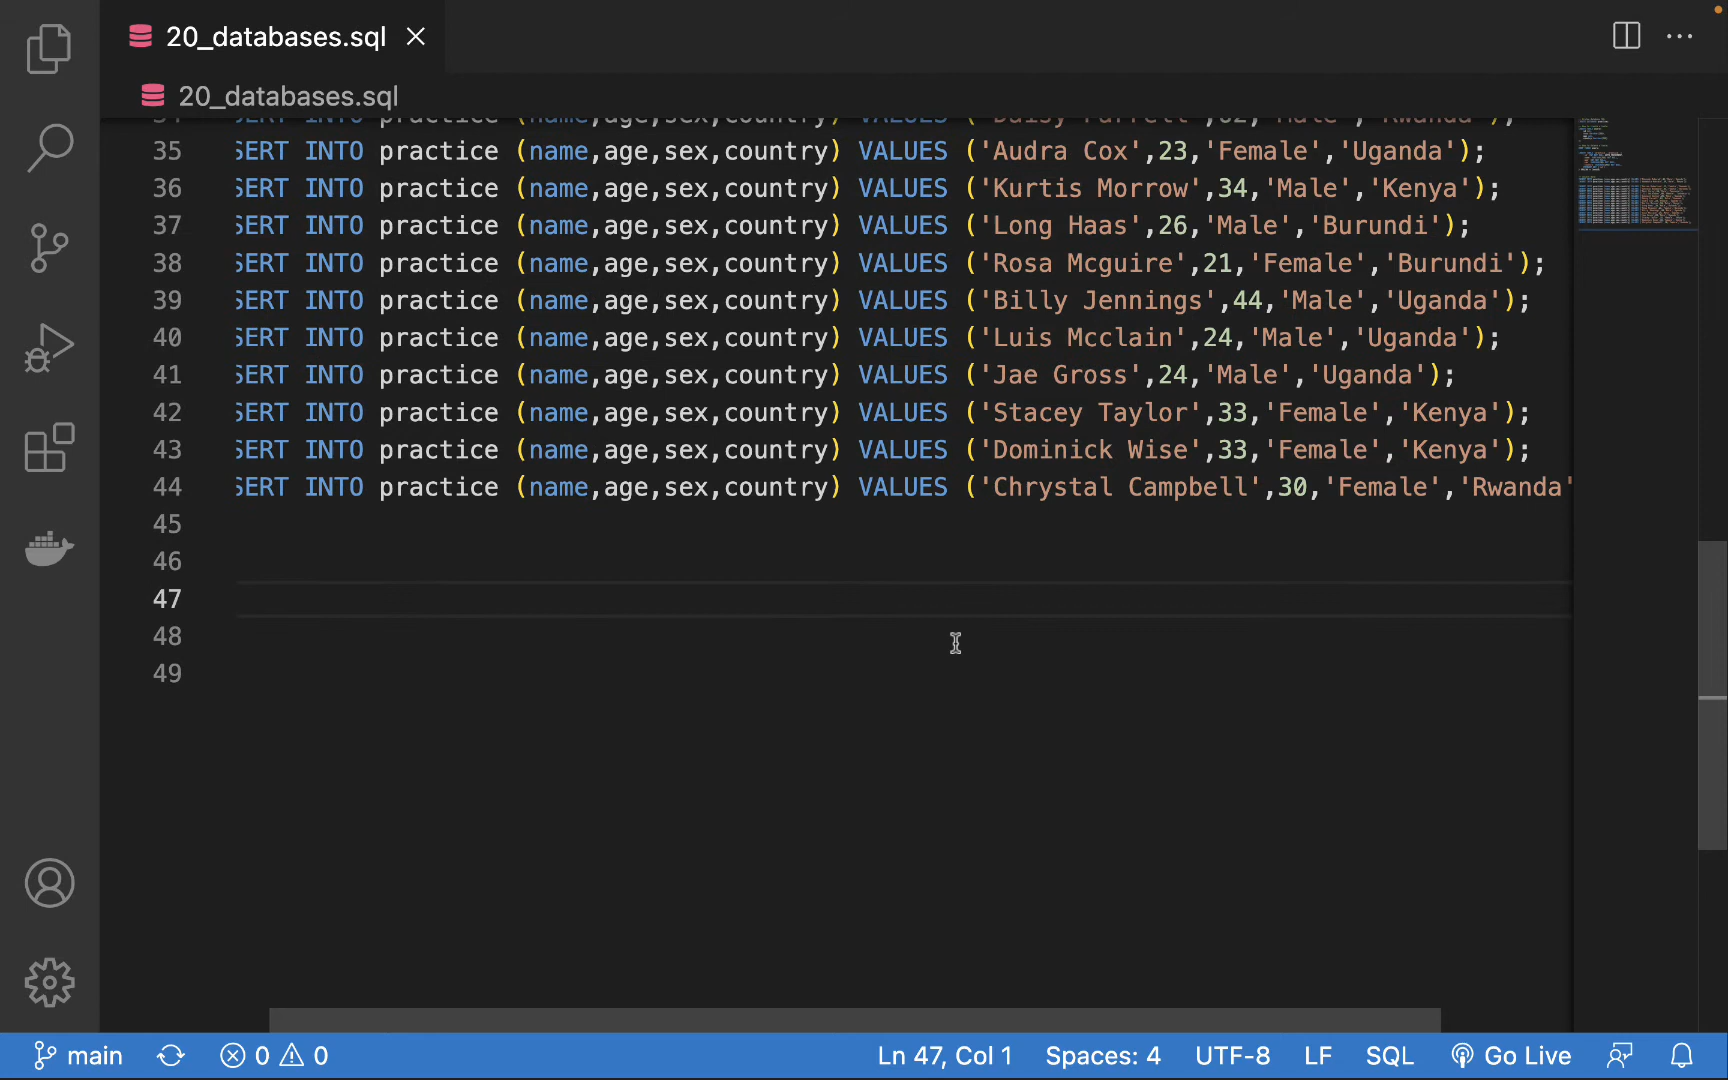 20_databases.sql
20_databases.sql
35 SERT INTO practice (name,age,sex,country) VALUES ('Audra Cox',23,'Female','Uganda');
36 SERT INTO practice (name,age,sex,country) VALUES ('Kurtis Morrow',34,'Male','Kenya');
37 SERT INTO practice (name,age,sex,country) VALUES ('Long Haas',26,'Male','Burundi');
38 SERT INTO practice (name,age,sex,country) VALUES ('Rosa Mcguire',21,'Female','Burundi');
39 SERT INTO practice (name,age,sex,country) VALUES ('Billy Jennings',44,'Male','Uganda');
40 SERT INTO practice (name,age,sex,country) VALUES ('Luis Mcclain',24,'Male','Uganda');
41 SERT INTO practice (name,age,sex,country) VALUES ('Jae Gross',24,'Male','Uganda');
42 SERT INTO practice (name,age,sex,country) VALUES ('Stacey Taylor',33,'Female','Kenya');
43 SERT INTO practice (name,age,sex,country) VALUES ('Dominick Wise',33,'Female','Kenya');
44 SERT INTO practice (name,age,sex,country) VALUES ('Chrystal Campbell',30,'Female','Rwanda'
45
46
47
48
49
main 0 0 Ln 47, Col 1 Spaces: 4 UTF-8 LF SQL Go Live